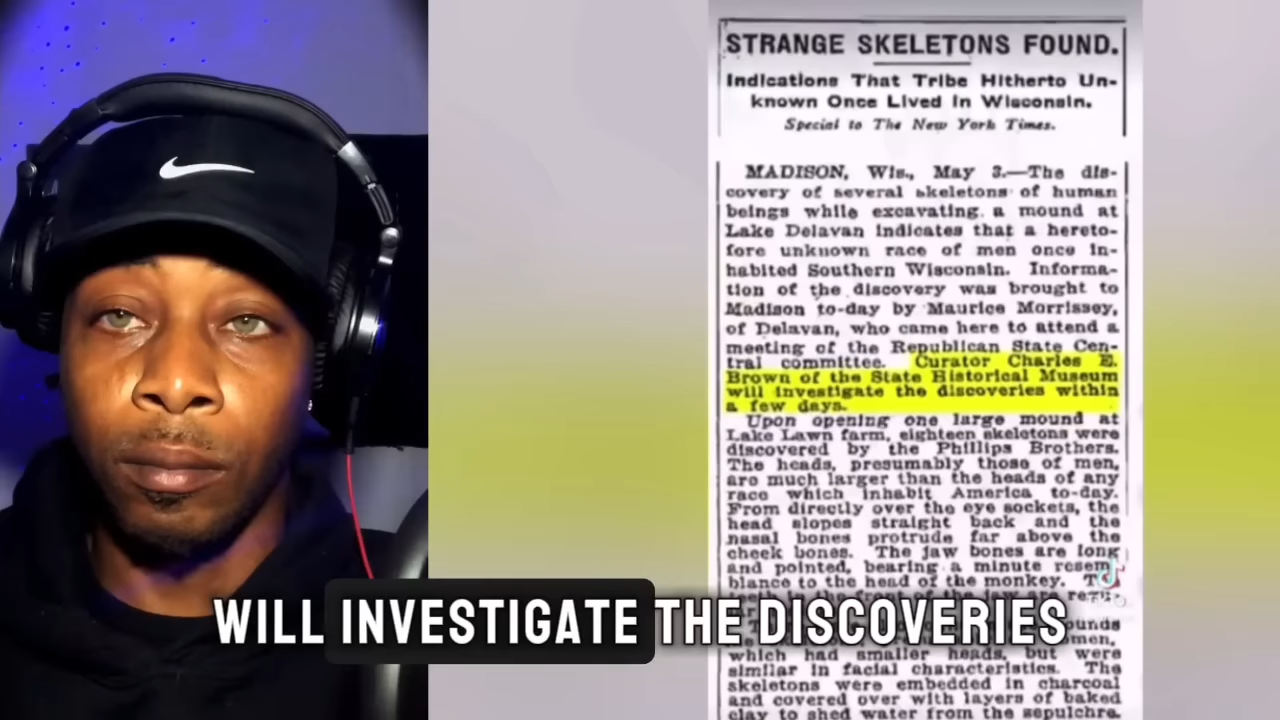 STRANGE SKELETONS FOUND.
Indications That Tribe Hitherto Un-
known Once Lived in Wisconsin.
Special to The New York Times.
MADISON, Wis., May 3.—The dis-
covery of several skeletons of human
beings while excavating a mound at
Lake Delavan indicates that a hereto-
fore unknown race of men once in-
habited Southern Wisconsin. Informa-
tion of the discovery was brought to
Madison to-day by Maurice Morrissey,
of Delavan, who came here to attend a
meeting of the Republican State Cen-
tral committee. Curator Charles E.
Brown of the State Historical Museum
will investigate the discoveries within
a few days.
Upon opening one large mound at
Lake Lawn farm, eighteen skeletons were
discovered by the Phillips Brothers.
The heads, presumably those of men,
are much larger than the heads of any
race which inhabit America to-day.
From directly over the eye sockets, the
head slopes straight back and the
nasal bones protrude far above the
cheek bones. The jaw bones are long
and pointed, bearing a minute resem-
blance to the head of the monkey.
WILL INVESTIGATE THE DISCOVERIES
which had smaller heads, but were
similar in facial characteristics. The
skeletons were embedded in charcoal
and covered over with layers of baked
clay to shed water from the sepulchre.